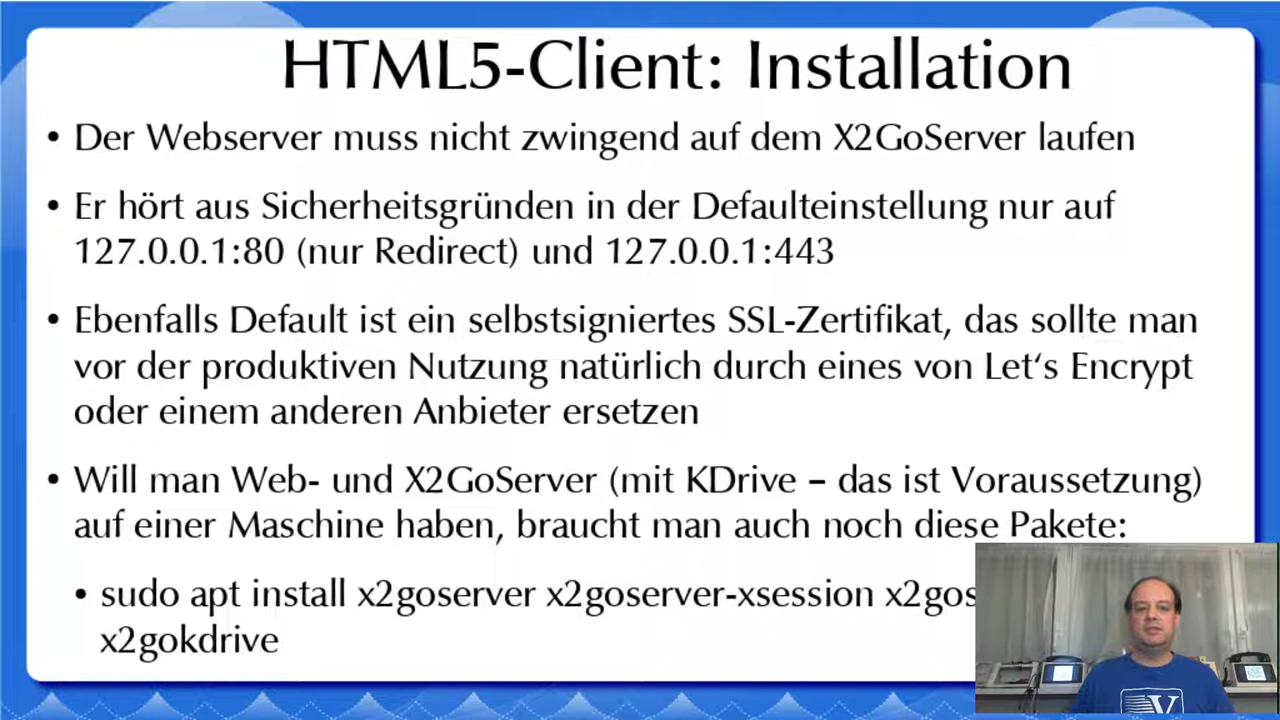 HTML5-Client: Installation
• Der Webserver muss nicht zwingend auf dem X2GoServer laufen
• Er hört aus Sicherheitsgründen in der Defaulteinstellung nur auf
127.0.0.1:80 (nur Redirect) und 127.0.0.1:443
• Ebenfalls Default ist ein selbstsigniertes SSL-Zertifikat, das sollte man
vor der produktiven Nutzung natürlich durch eines von Let‘s Encrypt
oder einem anderen Anbieter ersetzen
• Will man Web- und X2GoServer (mit KDrive – das ist Voraussetzung)
auf einer Maschine haben, braucht man auch noch diese Pakete:
• sudo apt install x2goserver x2goserver-xsession
x2gokdrive
V